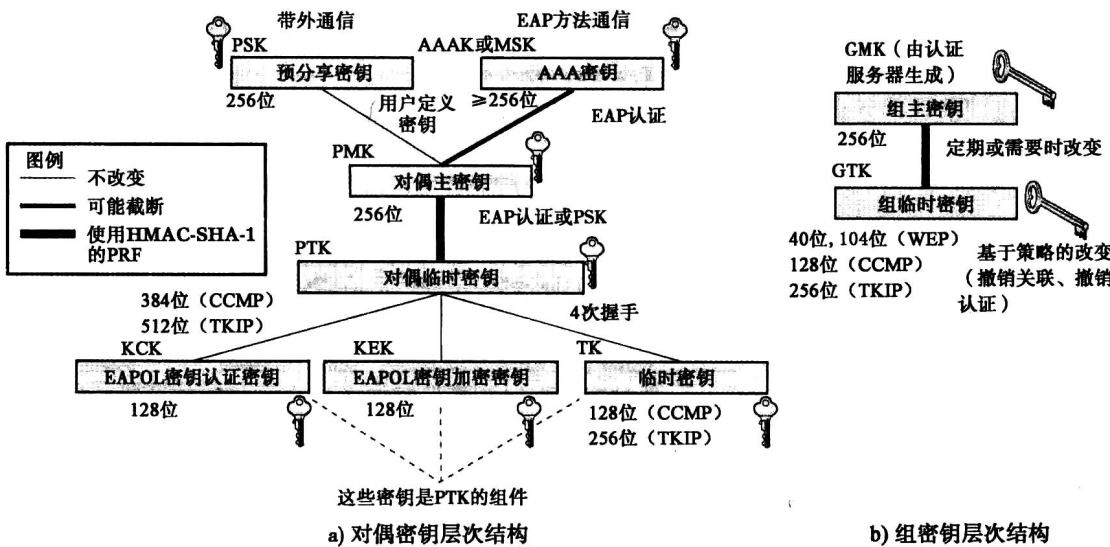 带外通信
EAP方法通信
PSK
AAAK或MSK
预分享密钥
AAA密钥
256位
用户定义
密钥
≥256位
EAP认证
PMK
对偶主密钥
256位
EAP认证或PSK
图例
不改变
可能截断
使用HMAC-SHA-1
的PRF
PTK
对偶临时密钥
384位（CCMP）
512位（TKIP）
4次握手
KCK
KEK
TK
EAPOL密钥认证密钥
EAPOL密钥加密密钥
临时密钥
128位
128位
128位（CCMP）
256位（TKIP）
这些密钥是PTK的组件
a) 对偶密钥层次结构
GMK（由认证
服务器生成）
组主密钥
256位
定期或需要时改变
GTK
组临时密钥
40位, 104位（WEP）
128位（CCMP）
256位（TKIP）
基于策略的改变
（撤销关联、撤销
认证）
b) 组密钥层次结构